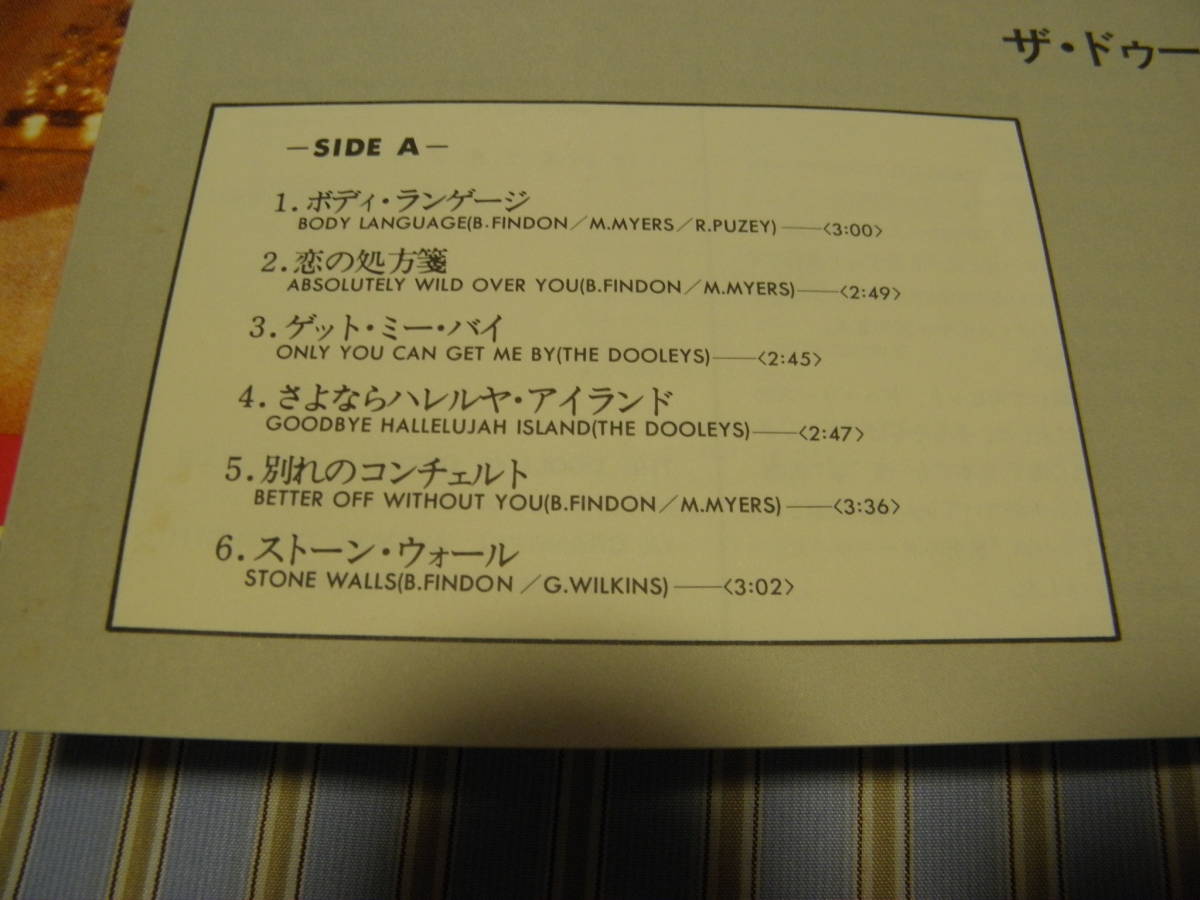 ザ・ドゥー
—SIDE A—
1.ボディ・ランゲージ
BODY LANGUAGE(B.FINDON／M.MYERS／R.PUZEY)——〈3:00〉
2.恋の処方箋
ABSOLUTELY WILD OVER YOU(B.FINDON／M.MYERS)——〈2:49〉
3.ゲット・ミー・バイ
ONLY YOU CAN GET ME BY(THE DOOLEYS)——〈2:45〉
4.さよならハレルヤ・アイランド
GOODBYE HALLELUJAH ISLAND(THE DOOLEYS)——〈2:47〉
5.別れのコンチェルト
BETTER OFF WITHOUT YOU(B.FINDON／M.MYERS)——〈3:36〉
6.ストーン・ウォール
STONE WALLS(B.FINDON／G.WILKINS)——〈3:02〉